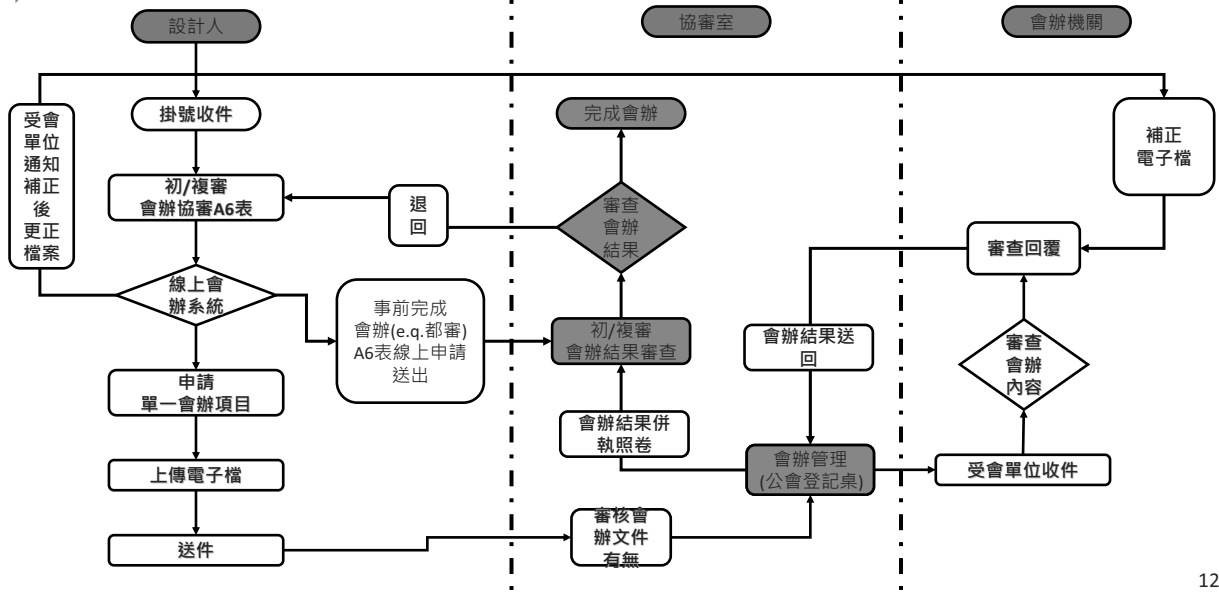 設計人
協審室
會辦機關
受會
單位
通知
補正
後
更正
檔案
掛號收件
初/複審
會辦協審A6表
線上會
辦系統
申請
單一會辦項目
上傳電子檔
送件
退
回
事前完成
會辦(e.q.都審)
A6表線上申請
送出
完成會辦
審查
會辦
結果
初/複審
會辦結果審查
會辦結果併
執照卷
審核會
辦文件
有無
會辦結果送
回
會辦管理
(公會登記桌)
補正
電子檔
審查回覆
審查
會辦
內容
受會單位收件
12